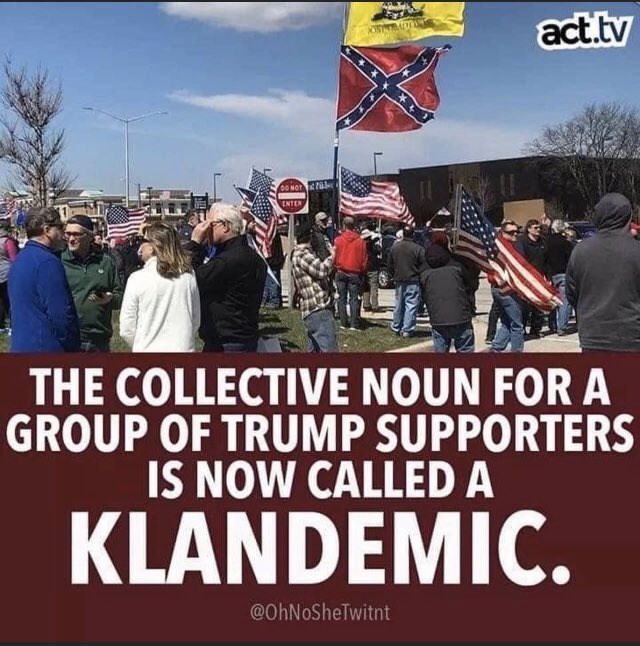 act.tv
DO NOT
ENTER
THE COLLECTIVE NOUN FOR A
GROUP OF TRUMP SUPPORTERS
IS NOW CALLED A
KLANDEMIC.
@OhNoSheTwitnt